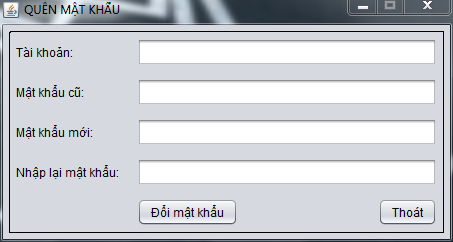 QUÊN MẬT KHẨU
Tài khoản:
Mật khẩu cũ:
Mật khẩu mới:
Nhập lại mật khẩu:
Đổi mật khẩu
Thoát